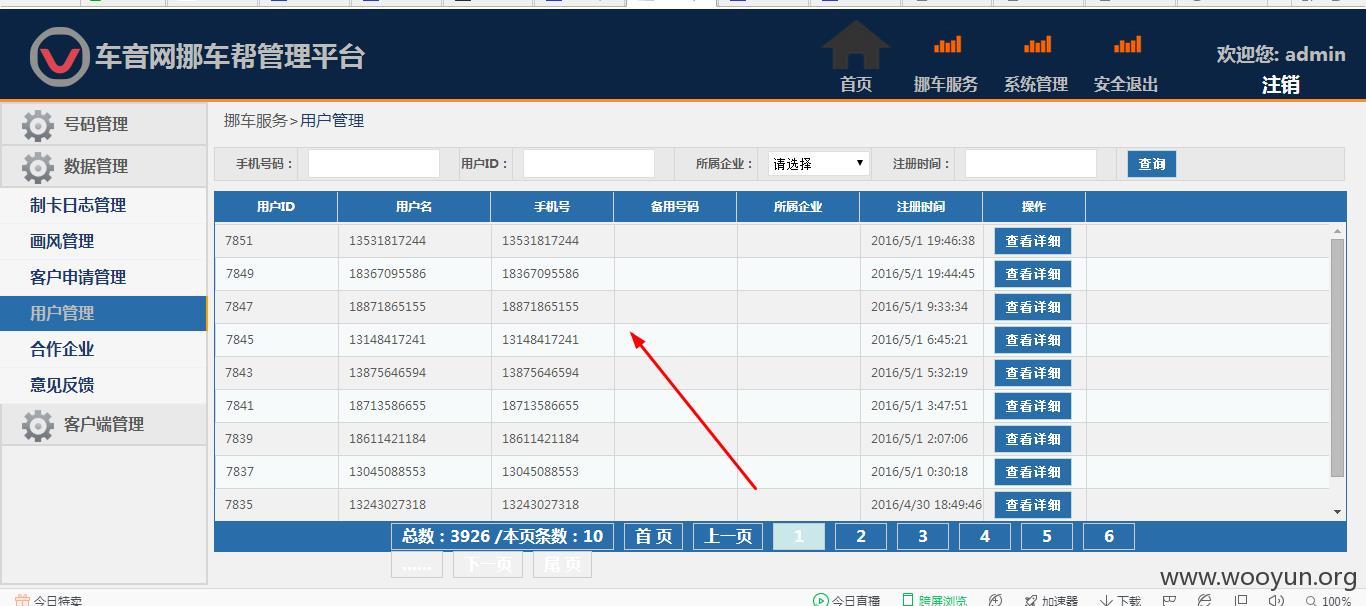 车音网挪车帮管理平台
首页 挪车服务 系统管理 安全退出
欢迎您: admin
注销
号码管理
数据管理
制卡日志管理
画风管理
客户申请管理
用户管理
合作企业
意见反馈
客户端管理
挪车服务>用户管理
手机号码： 用户ID： 所属企业： 请选择 注册时间： 查询
用户ID 用户名 手机号 备用号码 所属企业 注册时间 操作
7851 13531817244 13531817244 2016/5/1 19:46:38 查看详细
7849 18367095586 18367095586 2016/5/1 19:44:45 查看详细
7847 18871865155 18871865155 2016/5/1 9:33:34 查看详细
7845 13148417241 13148417241 2016/5/1 6:45:21 查看详细
7843 13875646594 13875646594 2016/5/1 5:32:19 查看详细
7841 18713586655 18713586655 2016/5/1 3:47:51 查看详细
7839 18611421184 18611421184 2016/5/1 2:07:06 查看详细
7837 13045088553 13045088553 2016/5/1 0:30:18 查看详细
7835 13243027318 13243027318 2016/4/30 18:49:46 查看详细
总数：3926 /本页条数：10 首 页 上一页 1 2 3 4 5 6
...... 下一页 尾 页
www.wooyun.org
今日特卖 今日直播 跨屏浏览 加速器 下载 100%